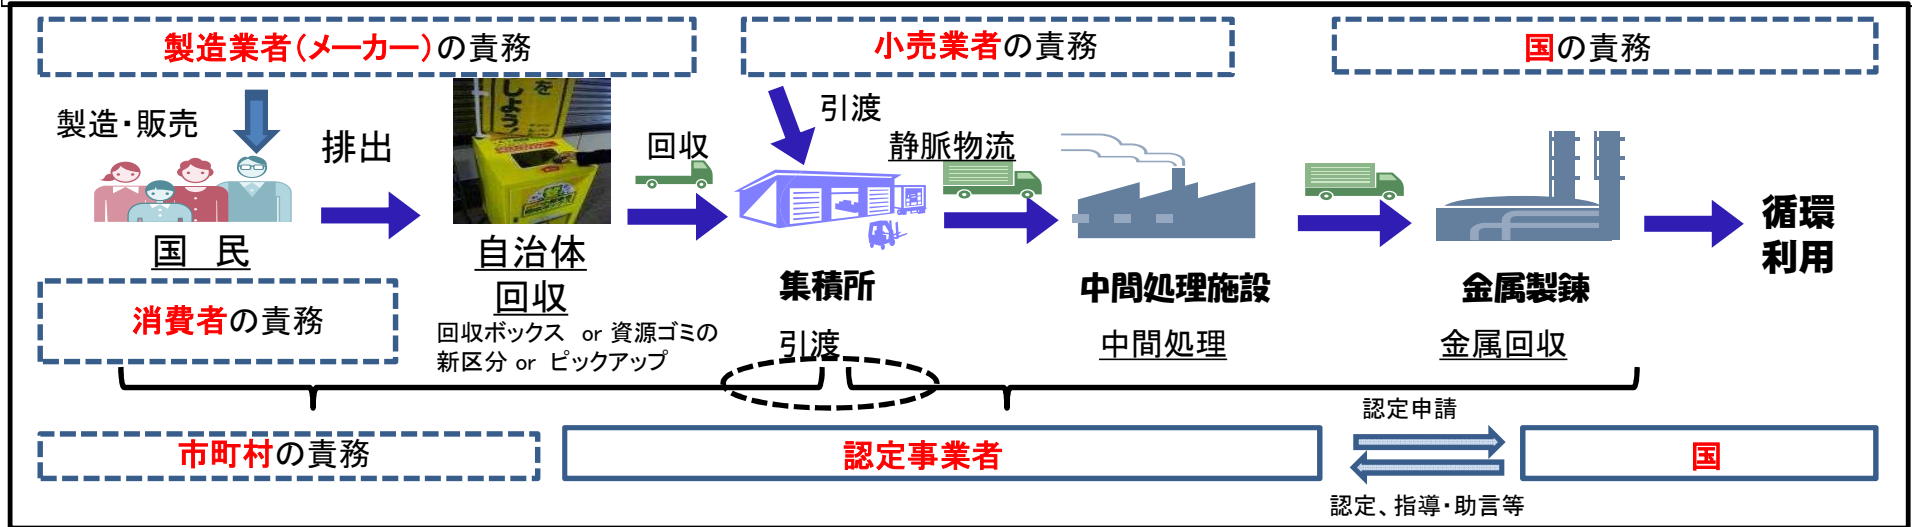 製造業者(メーカー)の責務
小売業者の責務
国の責務
製造・販売
排出
を
しよう!
回収
引渡
静脈物流
国 民
自治体
回収
回収ボックス or 資源ゴミの
新区分 or ピックアップ
集積所
引渡
中間処理施設
中間処理
金属製錬
金属回収
循環
利用
消費者の責務
市町村の責務
認定事業者
認定申請
認定、指導・助言等
国